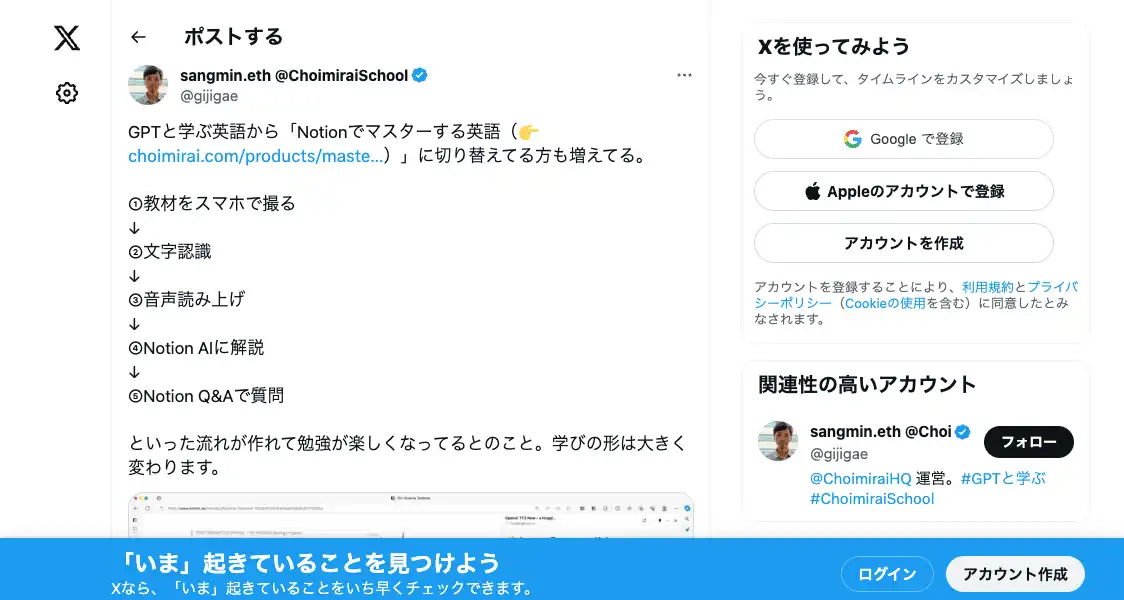 ポストする
sangmin.eth @ChoimiraiSchool
@gijigae
GPTと学ぶ英語から「Notionでマスターする英語（👉
choimirai.com/products/maste...）」に切り替えてる方も増えてる。
①教材をスマホで撮る
↓
②文字認識
↓
③音声読み上げ
↓
④Notion AIに解説
↓
⑤Notion Q&Aで質問
といった流れが作れて勉強が楽しくなってるとのこと。学びの形は大きく
変わります。
Xを使ってみよう
今すぐ登録して、タイムラインをカスタマイズしましょ
う。
Google で登録
Appleのアカウントで登録
アカウントを作成
アカウントを登録することにより、利用規約とプライバ
シーポリシー（Cookieの使用を含む）に同意したとみ
なされます。
関連性の高いアカウント
sangmin.eth @Choi
@gijigae
フォロー
@ChoimiraiHQ 運営。#GPTと学ぶ
#ChoimiraiSchool
「いま」起きていることを見つけよう
Xなら、「いま」起きていることをいち早くチェックできます。
ログイン
アカウント作成